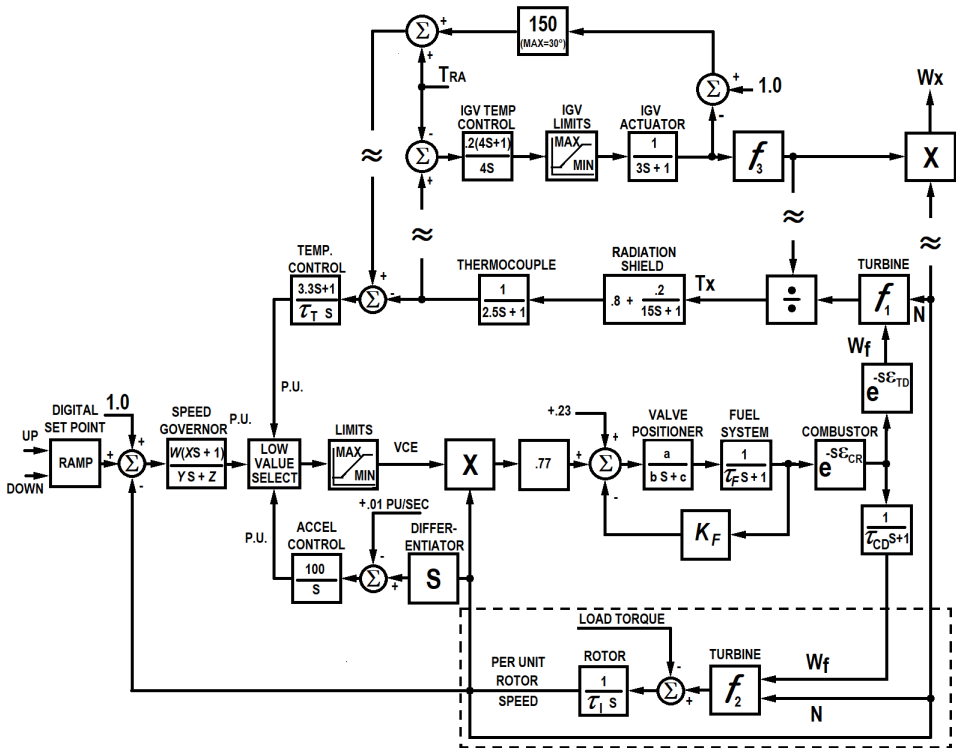 Σ
+
+
150
(MAX=30°)
TRA
-
+
Σ
IGV TEMP
CONTROL
.2(4S+1)
4S
IGV
LIMITS
MAX
MIN
IGV
ACTUATOR
1
3S + 1
Σ
+
-
1.0
f3
Wx
X
≈
≈
≈
≈
TEMP.
CONTROL
3.3S+1
τT S
Σ
+
-
THERMOCOUPLE
1
2.5S + 1
RADIATION
SHIELD
.8 +
.2
15S + 1
Tx
÷
TURBINE
f1
N
Wf
e-SεTD
P.U.
DIGITAL
SET POINT
UP
DOWN
RAMP
1.0
+
+
-
Σ
SPEED
GOVERNOR
W(XS + 1)
YS + Z
P.U.
LOW
VALUE
SELECT
LIMITS
MAX
MIN
VCE
X
.77
+.23
+
+
-
Σ
VALVE
POSITIONER
a
b S + c
FUEL
SYSTEM
1
τF S + 1
COMBUSTOR
e-SεCR
KF
1
τCD S+1
P.U.
ACCEL
CONTROL
100
S
+.01 PU/SEC
-
+
Σ
DIFFER-
ENTIATOR
S
LOAD TORQUE
PER UNIT
ROTOR
SPEED
ROTOR
1
τI S
Σ
-
+
TURBINE
f2
Wf
N